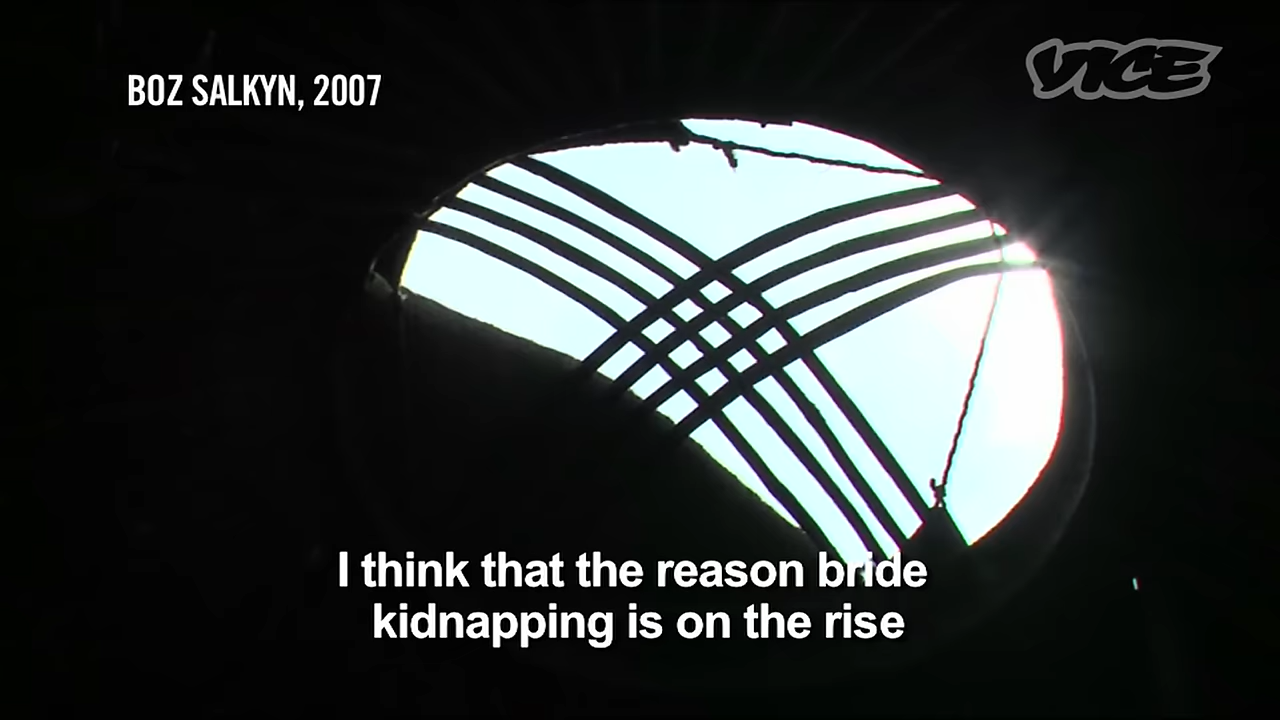 BOZ SALKYN, 2007
VICE
I think that the reason bride
kidnapping is on the rise